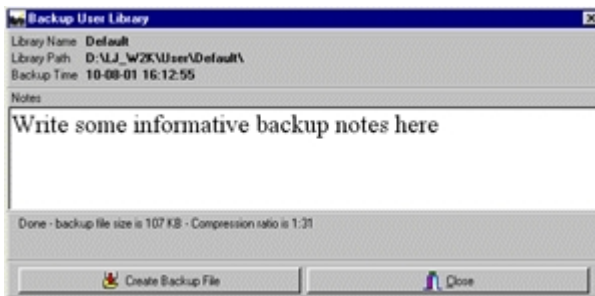 Backup User Library
Library Name Default
Library Path D:\LJ_W2K\User\Default\
Backup Time 10-08-01 16:12:55
Notes
Write some informative backup notes here
Done - backup file size is 107 KB - Compression ratio is 1:31
Create Backup File
Close